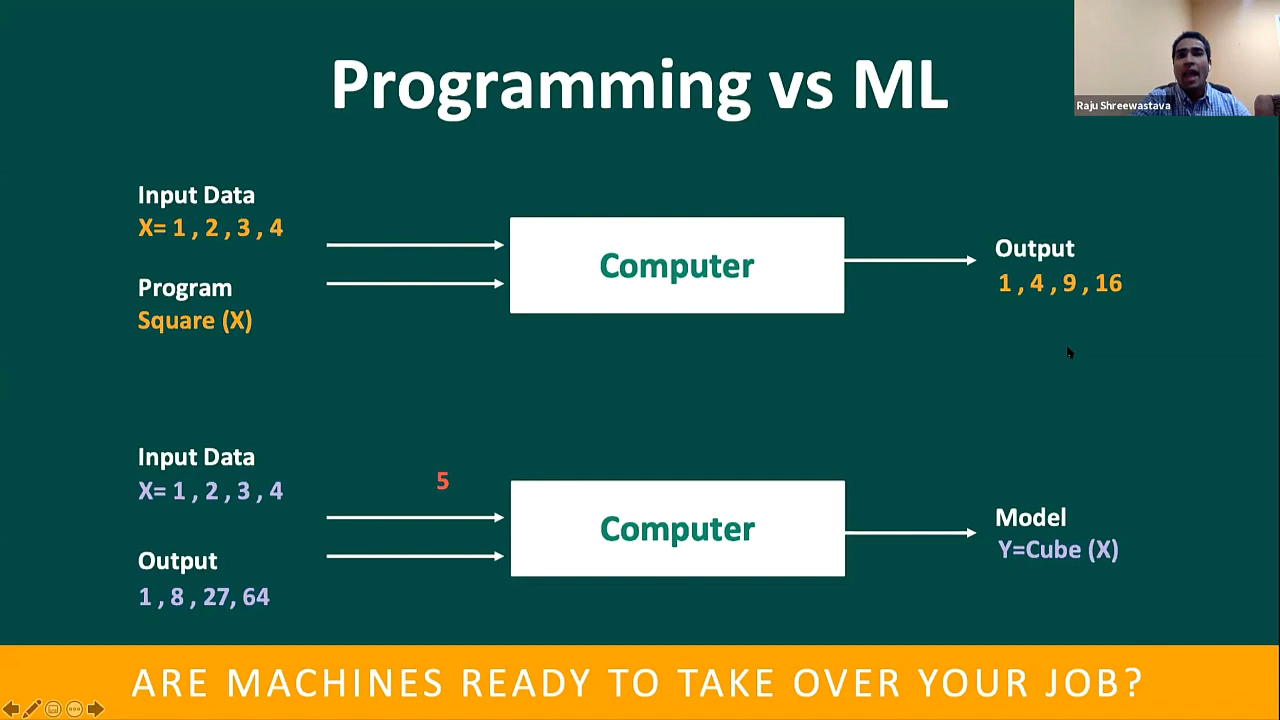 Programming vs ML
Raju Shreewastava
Input Data
X= 1 , 2 , 3 , 4
Program
Square (X)
Computer
Output
1 , 4 , 9 , 16
Input Data
X= 1 , 2 , 3 , 4
5
Output
1 , 8 , 27, 64
Computer
Model
Y=Cube (X)
ARE MACHINES READY TO TAKE OVER YOUR JOB?